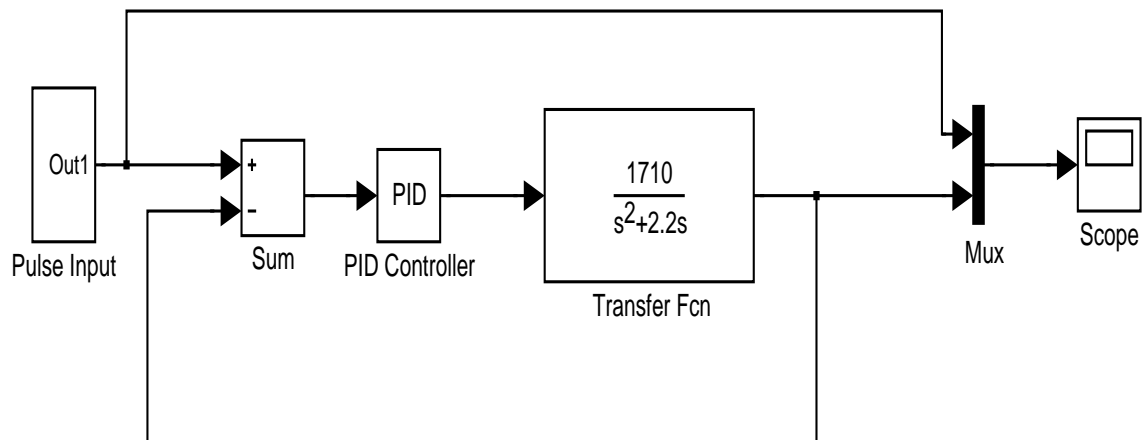 Out1
Pulse Input
+
−
Sum
PID
PID Controller
1710
s²+2.2s
Transfer Fcn
Mux
Scope